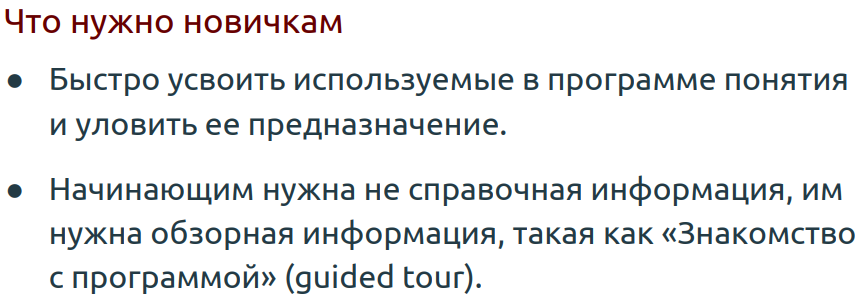 Что нужно новичкам
● Быстро усвоить используемые в программе понятия
и уловить ее предназначение.
● Начинающим нужна не справочная информация, им
нужна обзорная информация, такая как «Знакомство
с программой» (guided tour).